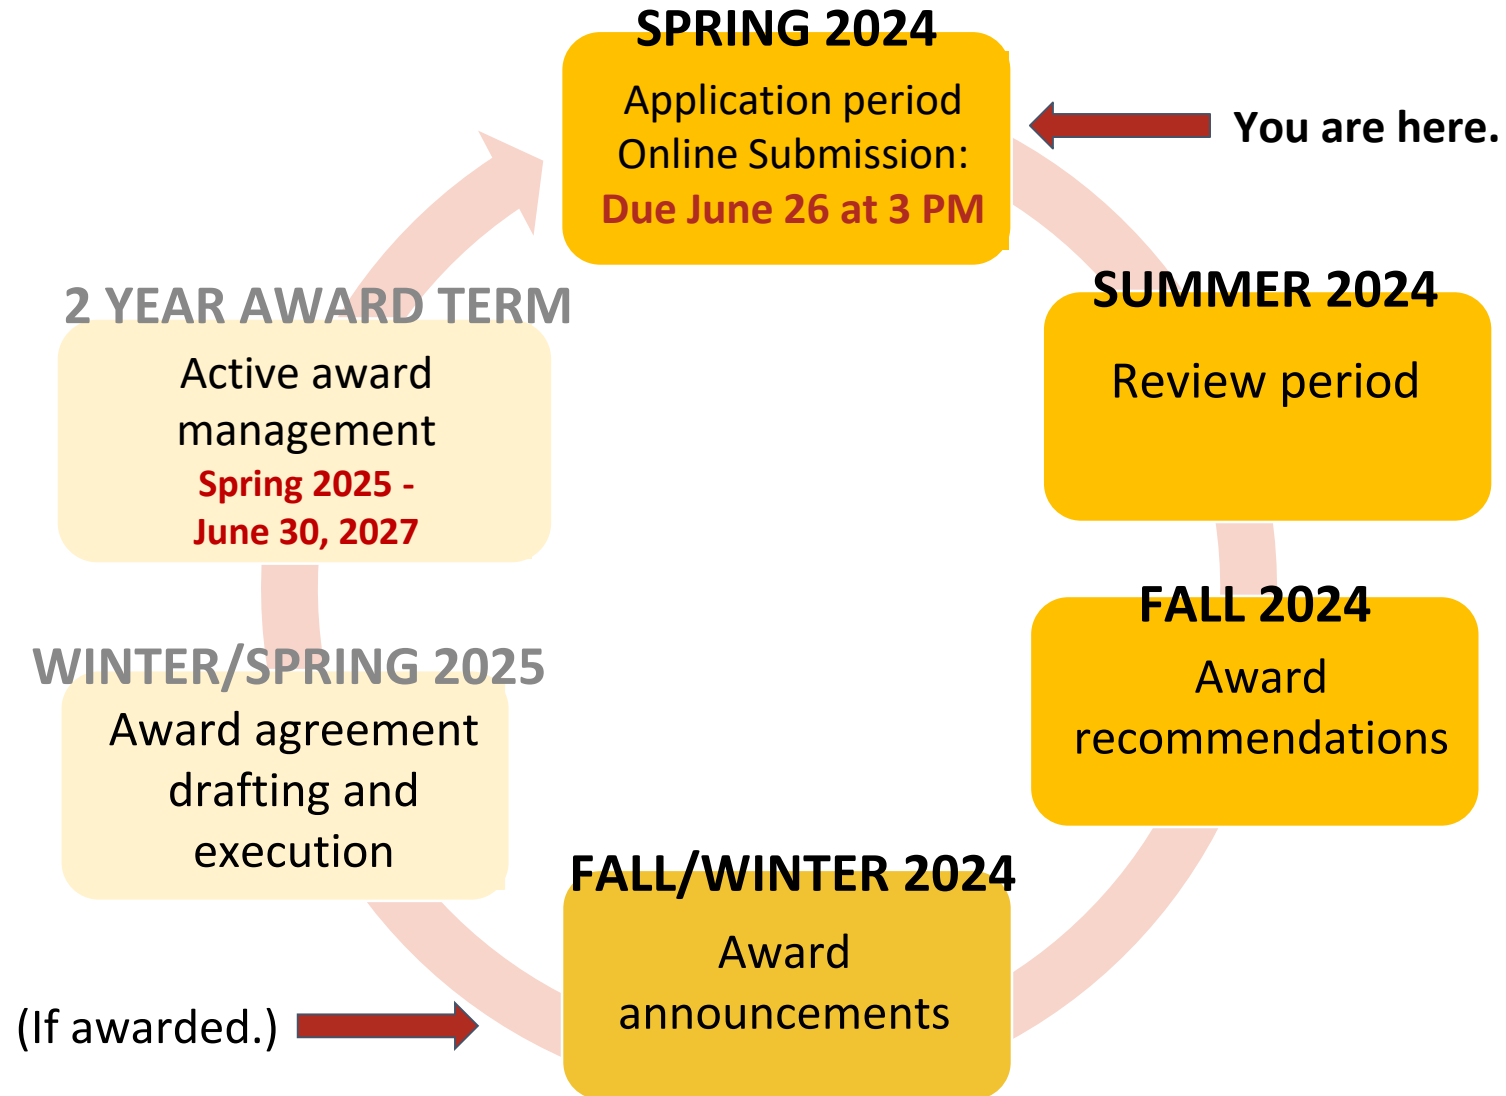 SPRING 2024
Application period
Online Submission:
Due June 26 at 3 PM
You are here.
SUMMER 2024
Review period
FALL 2024
Award
recommendations
FALL/WINTER 2024
Award
announcements
(If awarded.)
WINTER/SPRING 2025
Award agreement
drafting and
execution
2 YEAR AWARD TERM
Active award
management
Spring 2025 -
June 30, 2027